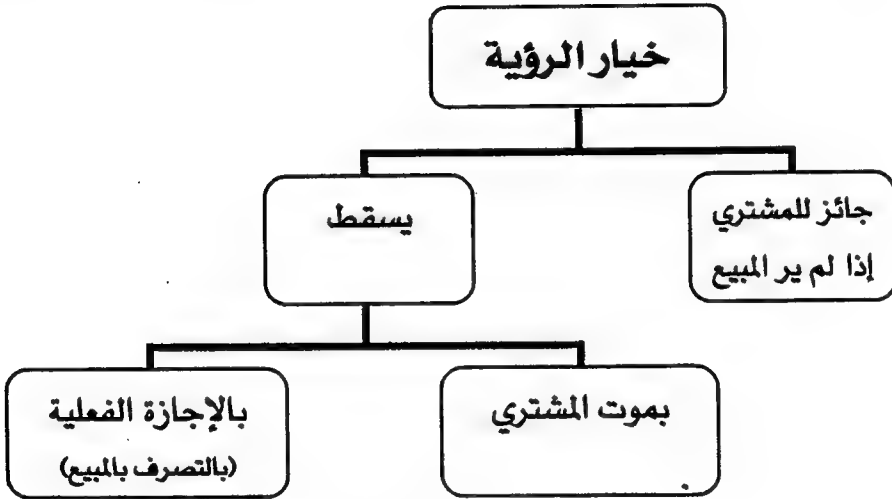 خيار الرؤية
جائز للمشتري
إذا لم ير المبيع
يسقط
بموت المشتري
بالإجازة الفعلية
(بالتصرف بالمبيع)